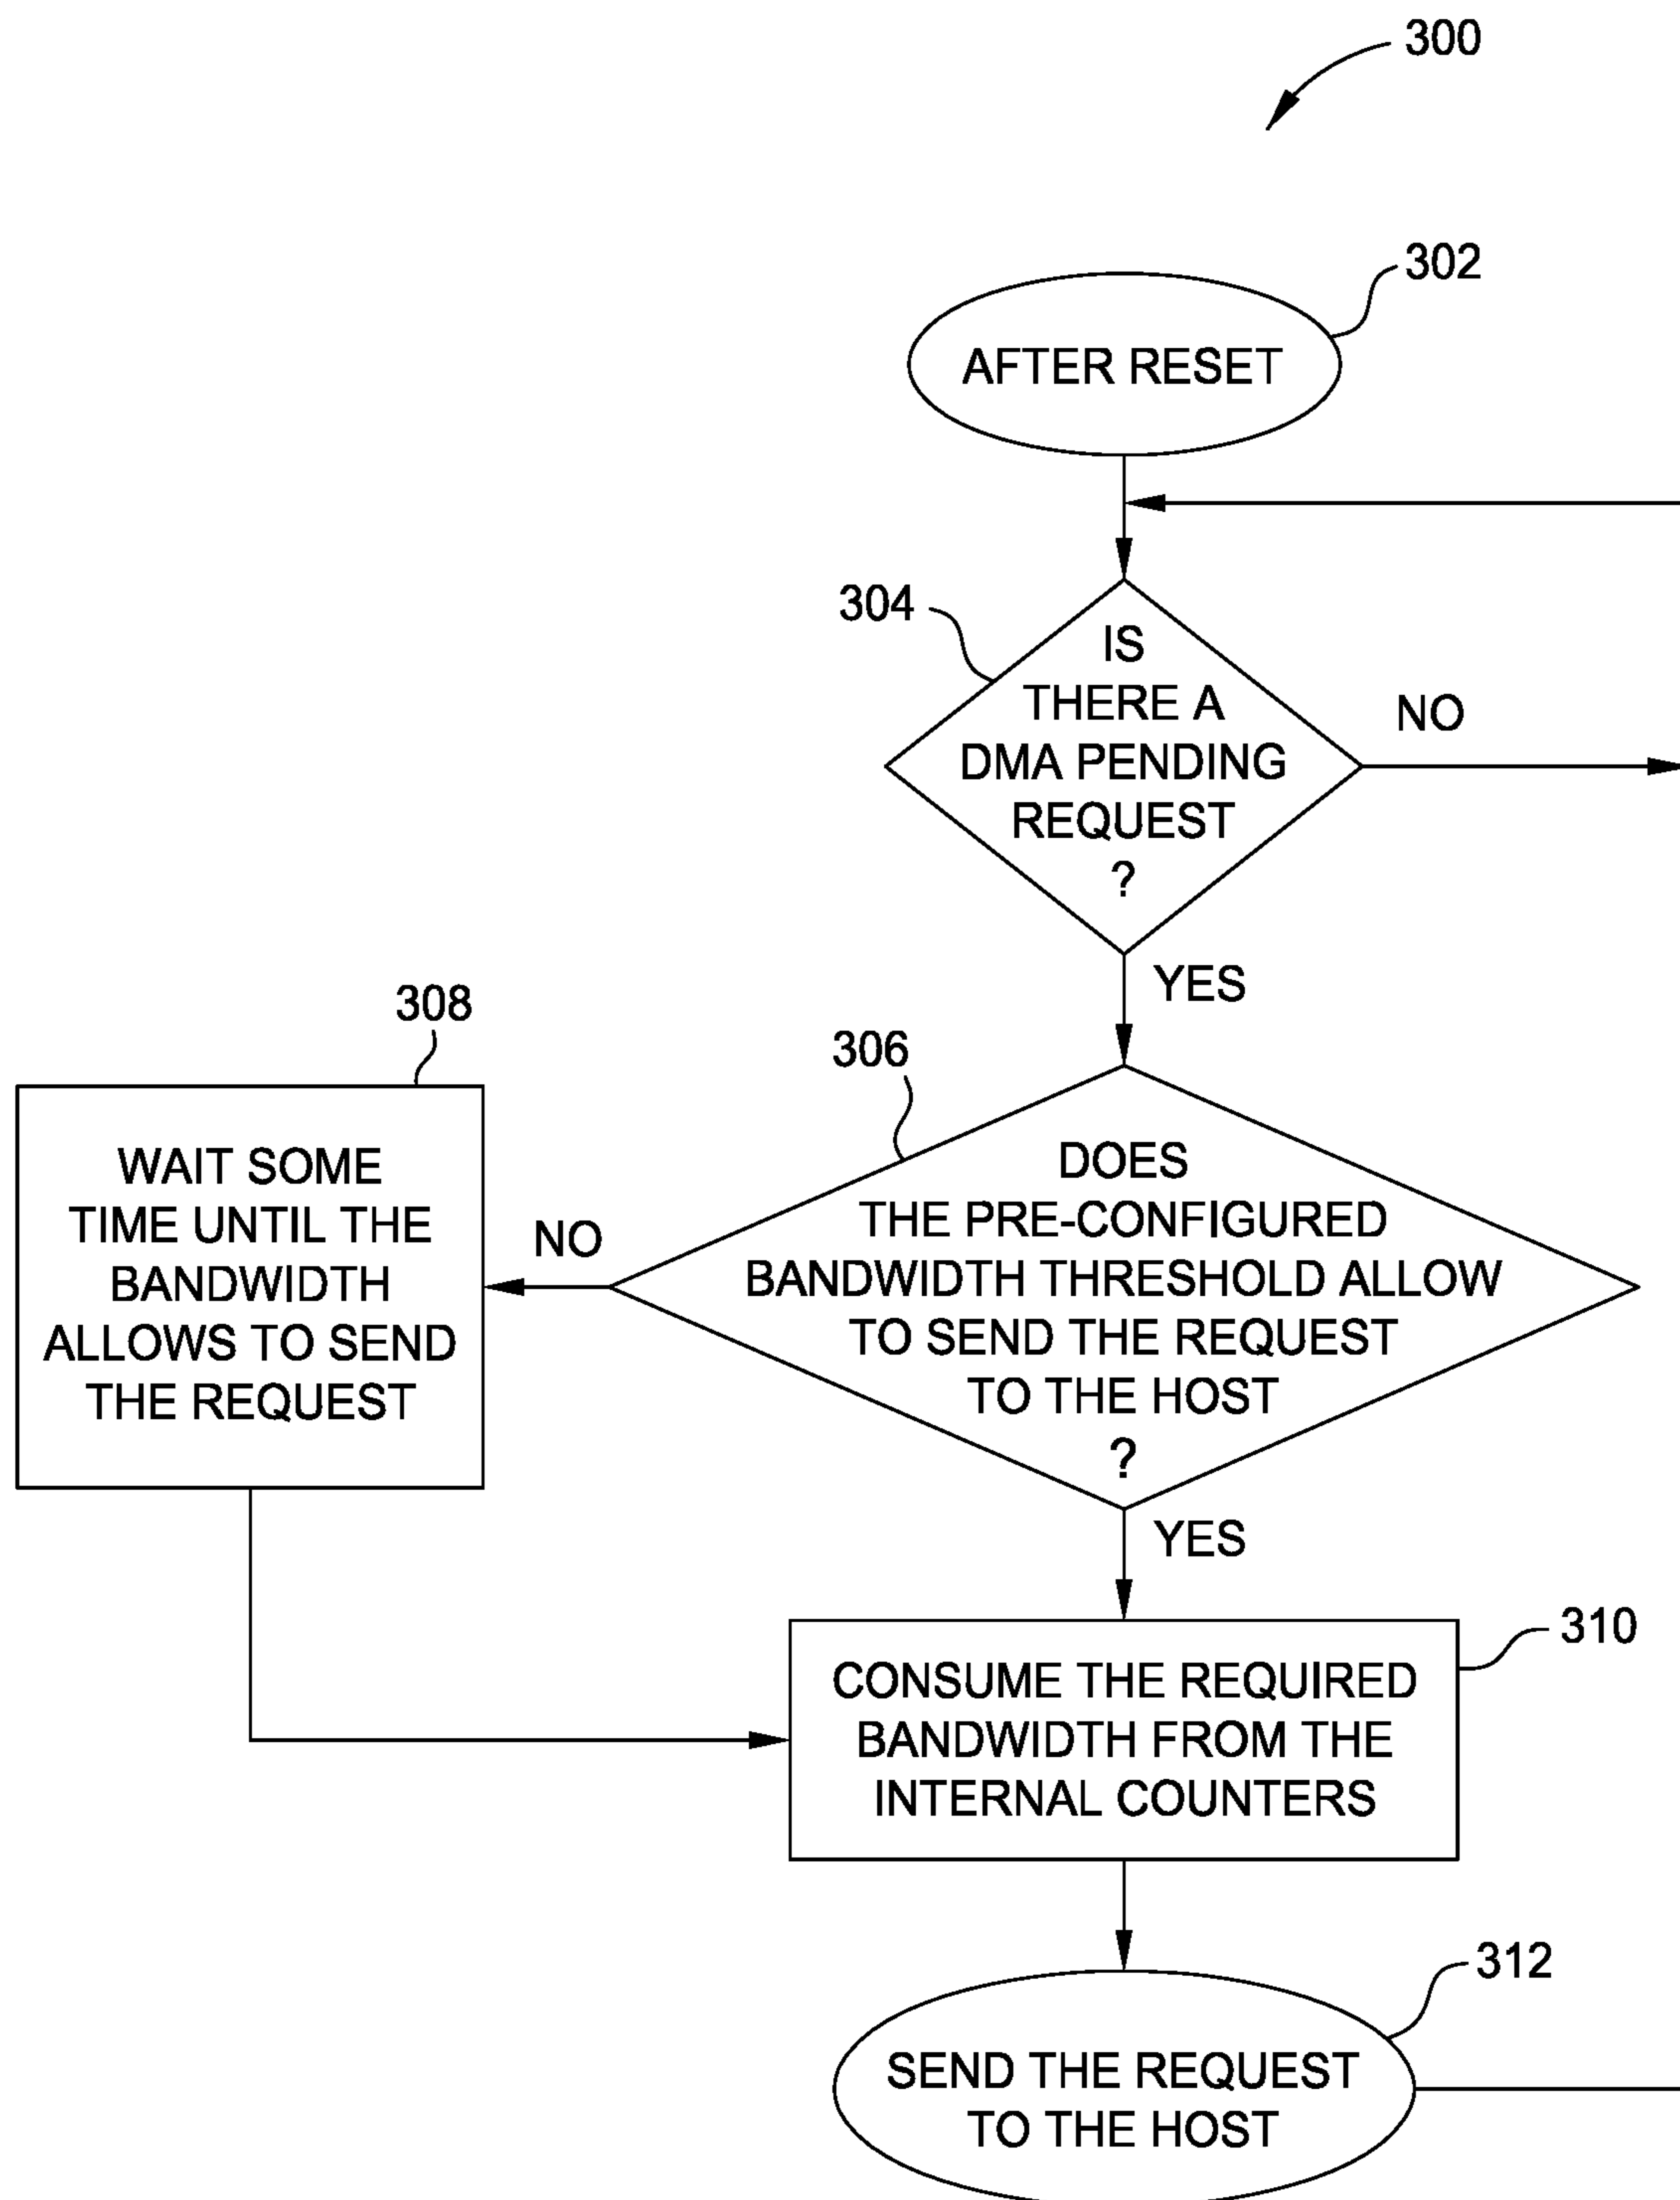 300
302
AFTER RESET
304
IS
THERE A
DMA PENDING
REQUEST
?
NO
YES
308
306
WAIT SOME
TIME UNTIL THE
BANDWIDTH
ALLOWS TO SEND
THE REQUEST
NO
DOES
THE PRE-CONFIGURED
BANDWIDTH THRESHOLD ALLOW
TO SEND THE REQUEST
TO THE HOST
?
YES
310
CONSUME THE REQUIRED
BANDWIDTH FROM THE
INTERNAL COUNTERS
312
SEND THE REQUEST
TO THE HOST